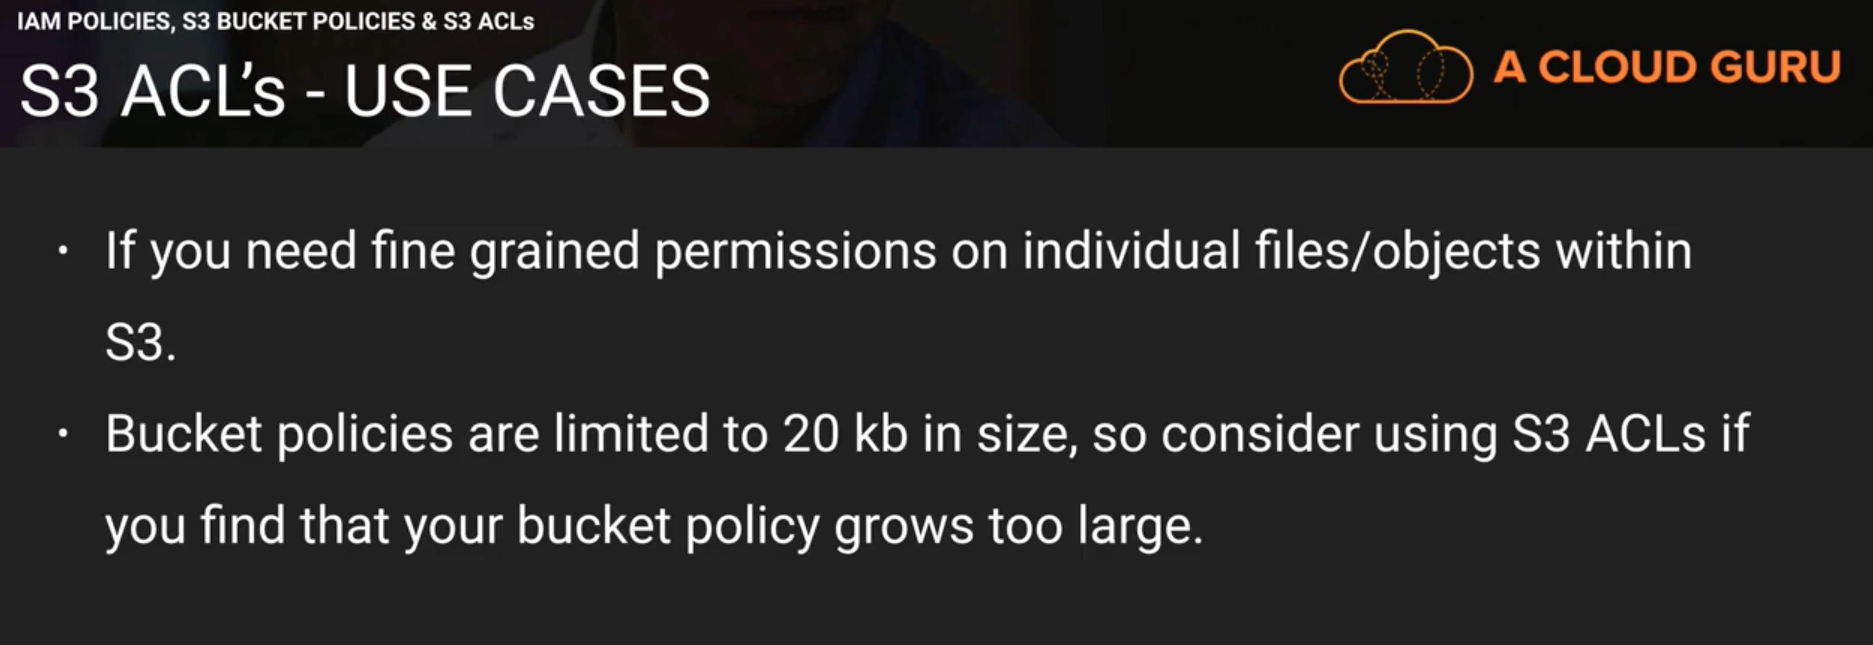 IAM POLICIES, S3 BUCKET POLICIES & S3 ACLs
S3 ACL’s - USE CASES
A CLOUD GURU
· If you need fine grained permissions on individual files/objects within
S3.
· Bucket policies are limited to 20 kb in size, so consider using S3 ACLs if
you find that your bucket policy grows too large.